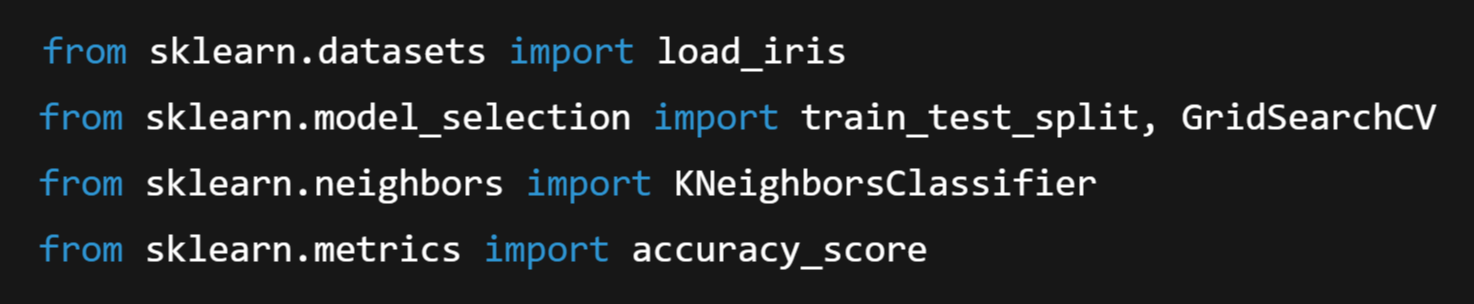 from sklearn.datasets import load_iris
from sklearn.model_selection import train_test_split, GridSearchCV
from sklearn.neighbors import KNeighborsClassifier
from sklearn.metrics import accuracy_score